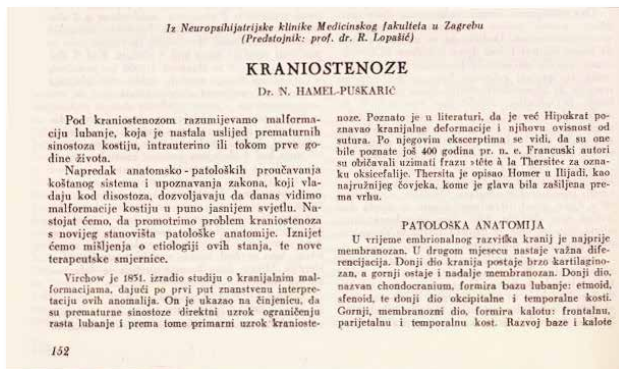 Iz Neuropsihijatrijske klinike Medicinskog fakulteta u Zagrebu
(Predstojnik: prof. dr. R. Lopašić)
KRANIOSTENOZE
Dr. N. HAMEL-PUŠKARIĆ
Pod kraniostenozom razumijevamo malforma-
ciju lubanje, koja je nastala uslijed prematurnih
sinostoza kostiju, intrauterino ili tokom prve go-
dine života.
Napredak anatomsko-patoloških proučavanja
koštanog sistema i upoznavanja zakona, koji vla-
daju kod disostoza, dozvoljavaju da danas vidimo
malformacije kostiju u puno jasnijem svjetlu. Na-
stojat ćemo, da promotrimo problem kraniostenoza
s novijeg stanovišta patološke anatomije. Iznijet
ćemo mišljenja o etiologiji ovih stanja, te nove
terapeutske smjernice.
Virchow je 1851. izradio studiju o kranijalnim mal-
formacijama, dajući po prvi put znanstvenu interpre-
taciju ovih anomalija. On je ukazao na činjenicu, da
su prematurne sinostoze direktni uzrok ograničenju
rasta lubanje i prema tome primarni uzrok kranioste-
noze. Poznato je u literaturi, da je već Hipokrat po-
znavao kranijalne deformacije i njihovu ovisnost od
sutura. Po njegovim ekscerptima se vidi, da su one
bile poznate još 400 godina pr. n. e. Francuski autori
su običavali uzimati frazu »tête à la Thersite« za ozna-
ku oksicefalije. Thersita je opisao Homer u Ilijadi, kao
najružnijeg čovjeka, kome je glava bila zašiljena pre-
ma vrhu.
PATOLOŠKA ANATOMIJA
U vrijeme embrionalnog razvitka kranij je najprije
membranozan. U drugom mjesecu nastaje važna dife-
rencijacija. Donji dio kranija postaje brzo kartilagino-
zan, a gornji ostaje i nadalje membranozan. Donji dio,
nazvan chondocranium, formira bazu lubanje: etmoid,
sfenoid, te donji dio okcipitalne i temporalne kosti.
Gornji, membranozni dio, formira kalotu: frontalnu,
parijetalnu i temporalnu kost. Razvoj baze i kalote
152